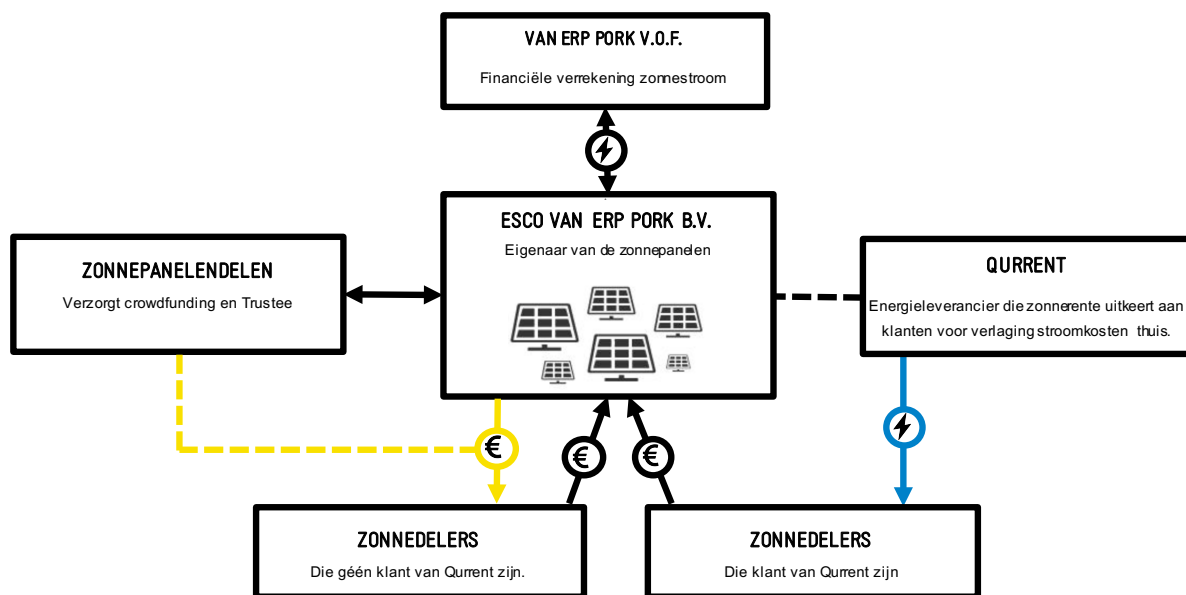 VAN ERP PORK V.O.F.
Financiële verrekening zonnestroom
ESCO VAN ERP PORK B.V.
Eigenaar van de zonnepanelen
ZONNEPANELENDELEN
Verzorgt crowdfunding en Trustee
QURRENT
Energieleverancier die zonnerente uitkeert aan
klanten voor verlaging stroomkosten thuis.
€
€
€
ZONNEDELERS
Die géén klant van Qurrent zijn.
ZONNEDELERS
Die klant van Qurrent zijn